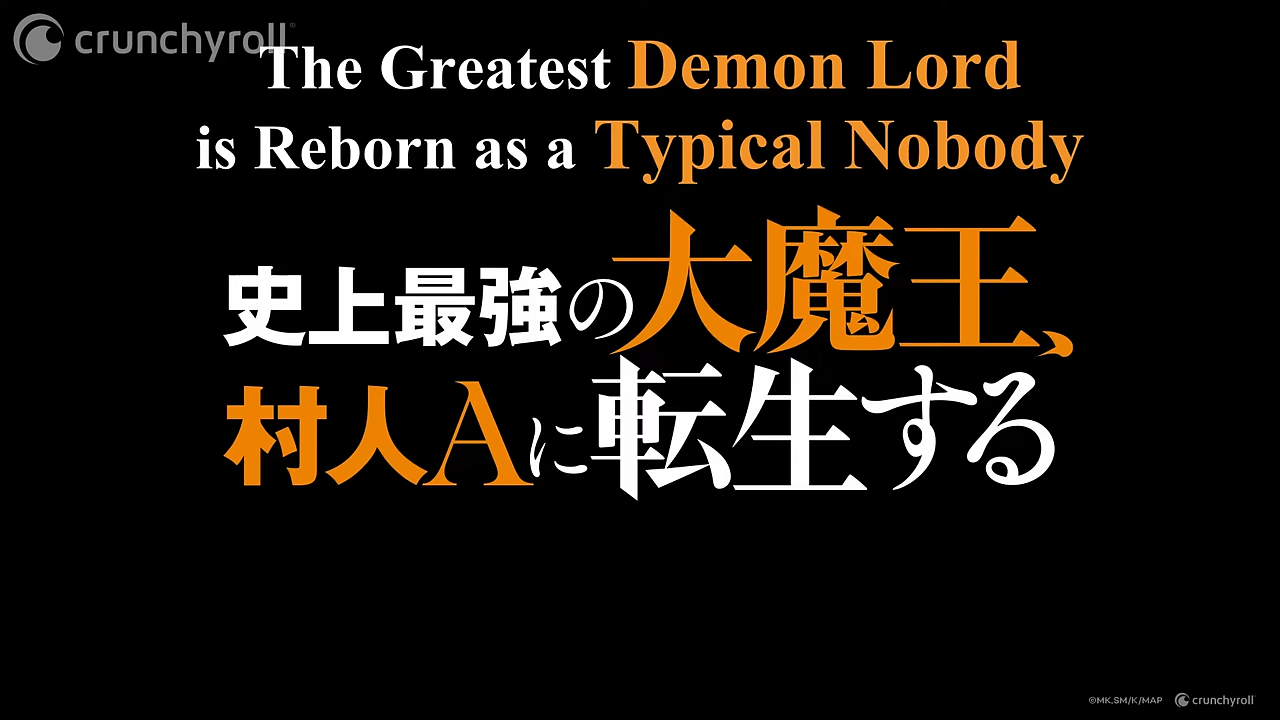 crunchyroll
The Greatest Demon Lord
is Reborn as a Typical Nobody
史上最強の大魔王、
村人Aに転生する
©MK.SM/K/MAP crunchyroll